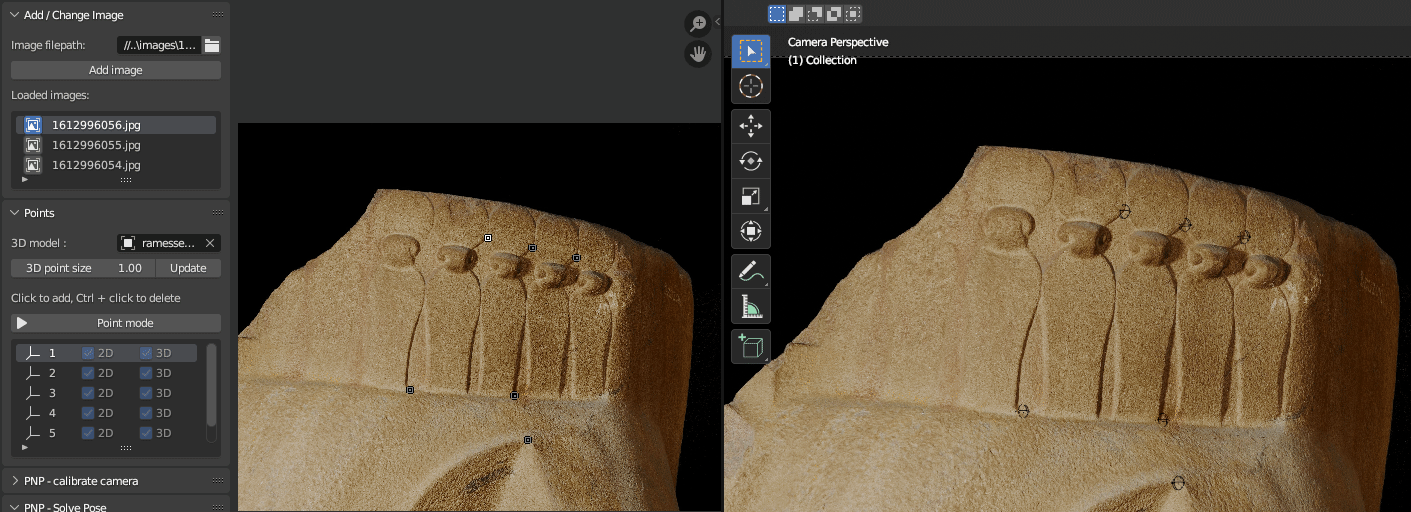 Add / Change Image
Image filepath: //..\images\1...
Add image
Loaded images:
1612996056.jpg
1612996055.jpg
1612996054.jpg
Points
3D model : ramesse...
3D point size 1.00 Update
Click to add, Ctrl + click to delete
Point mode
1 2D 3D
2 2D 3D
3 2D 3D
4 2D 3D
5 2D 3D
PNP - calibrate camera
PNP - Solve Pose
Camera Perspective
(1) Collection